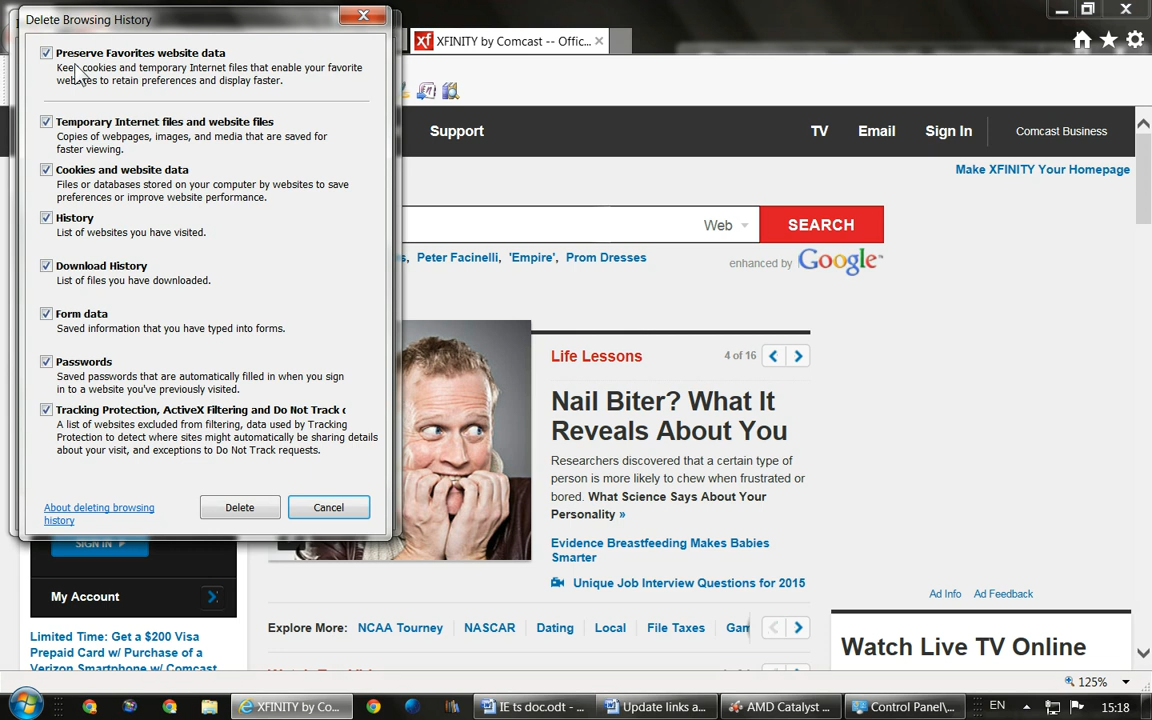 Delete Browsing History
Preserve Favorites website data
Keep cookies and temporary Internet files that enable your favorite
websites to retain preferences and display faster.
Temporary Internet files and website files
Copies of webpages, images, and media that are saved for
faster viewing.
Cookies and website data
Files or databases stored on your computer by websites to save
preferences or improve website performance.
History
List of websites you have visited.
Download History
List of files you have downloaded.
Form data
Saved information that you have typed into forms.
Passwords
Saved passwords that are automatically filled in when you sign
in to a website you've previously visited.
Tracking Protection, ActiveX Filtering and Do Not Track
A list of websites excluded from filtering, data used by Tracking
Protection to detect where sites might automatically be sharing details
about your visit, and exceptions to Do Not Track requests.
About deleting browsing
history
Delete
Cancel
xf XFINITY by Comcast -- Offic...
Support
TV Email Sign In Comcast Business
Make XFINITY Your Homepage
Web SEARCH
Peter Facinelli, 'Empire', Prom Dresses
enhanced by Google™
Life Lessons 4 of 16
Nail Biter? What It
Reveals About You
Researchers discovered that a certain type of
person is more likely to chew when frustrated or
bored. What Science Says About Your
Personality »
Evidence Breastfeeding Makes Babies
Smarter
Unique Job Interview Questions for 2015
SIGN IN
My Account
Limited Time: Get a $200 Visa
Prepaid Card w/ Purchase of a
Verizon Smartphone w/ Comcast
Explore More: NCAA Tourney NASCAR Dating Local File Taxes Gam
Ad Info Ad Feedback
Watch Live TV Online
125%
XFINITY by Co...
IE ts doc.odt - ...
Update links a...
AMD Catalyst ...
Control Panel\...
EN
15:18